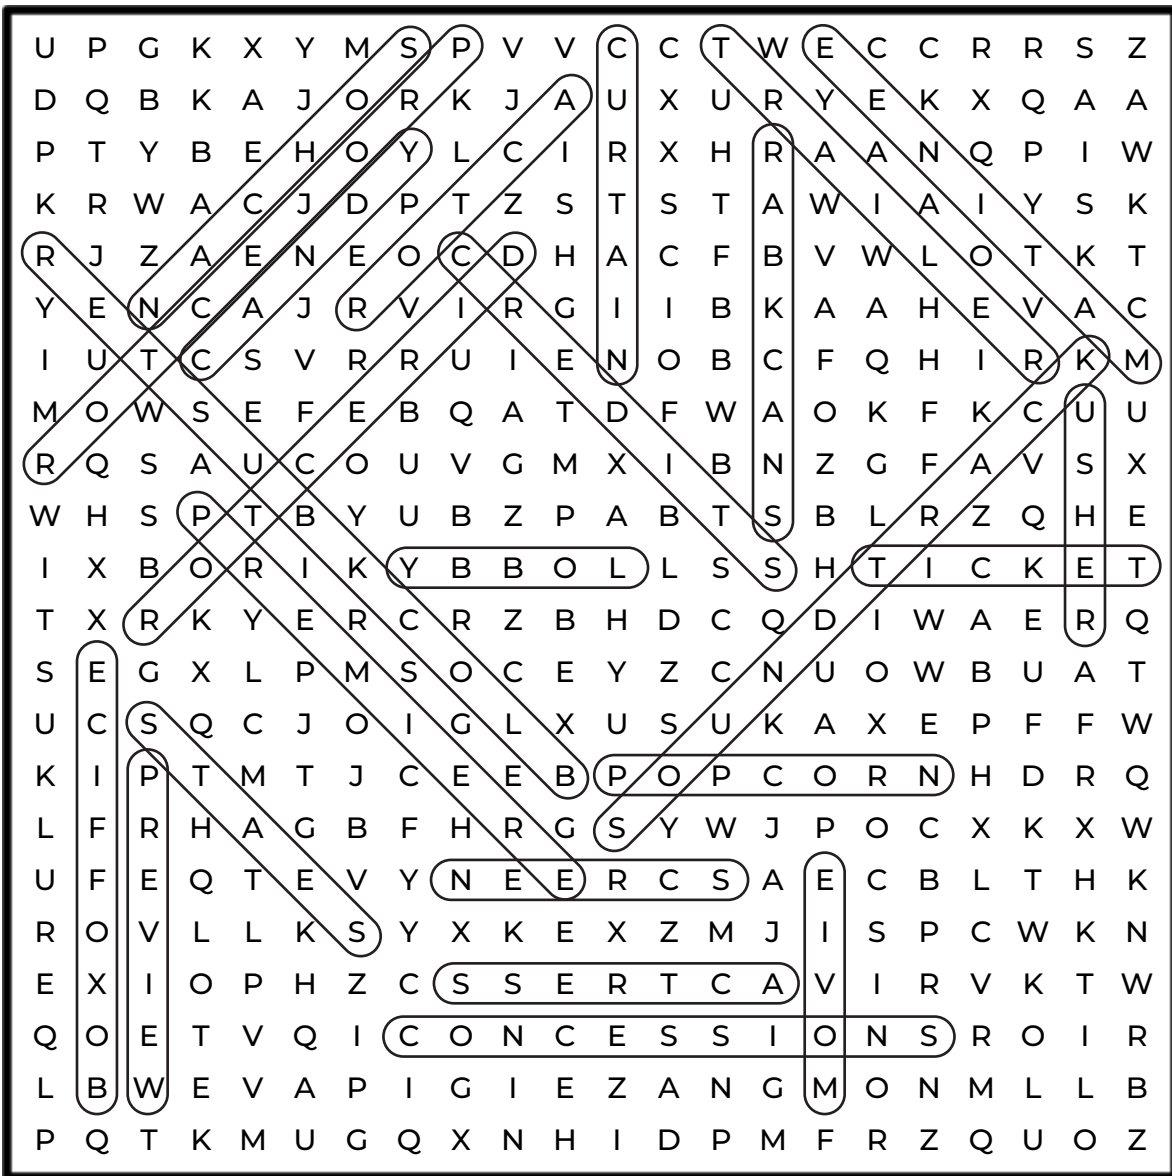 U P G K X Y M S P V V C C T W E C C R R S Z
D Q B K A J O R K J A U X U R Y E K X Q A A
P T Y B E H O Y L C I R X H R A A N Q P I W
K R W A C J D P T Z S T S T A W I A I Y S K
R J Z A E N E O C D H A C F B V W L O T K T
Y E N C A J R V I R G I I B K A A H E V A C
I U T C S V R R U I E N O B C F Q H I R K M
M O W S E F E B Q A T D F W A O K F K C U U
R Q S A U C O U V G M X I B N Z G F A V S X
W H S P T B Y U B Z P A B T S B L R Z Q H E
I X B O R I K Y B B O L L S S H T I C K E T
T X R K Y E R C R Z B H D C Q D I W A E R Q
S E G X L P M S O C E Y Z C N U O W B U A T
U C S Q C J O I G L X U S U K A X E P F F W
K I P T M T J C E E B P O P C O R N H D R Q
L F R H A G B F H R G S Y W J P O C X K X W
U F E Q T E V Y N E E R C S A E C B L T H K
R O V L L K S Y X K E X Z M J I S P C W K N
E X I O P H Z C S S E R T C A V I R V K T W
Q O E T V Q I C O N C E S S I O N S R O I R
L B W E V A P I G I E Z A N G M O N M L L B
P Q T K M U G Q X N H I D P M F R Z Q U O Z